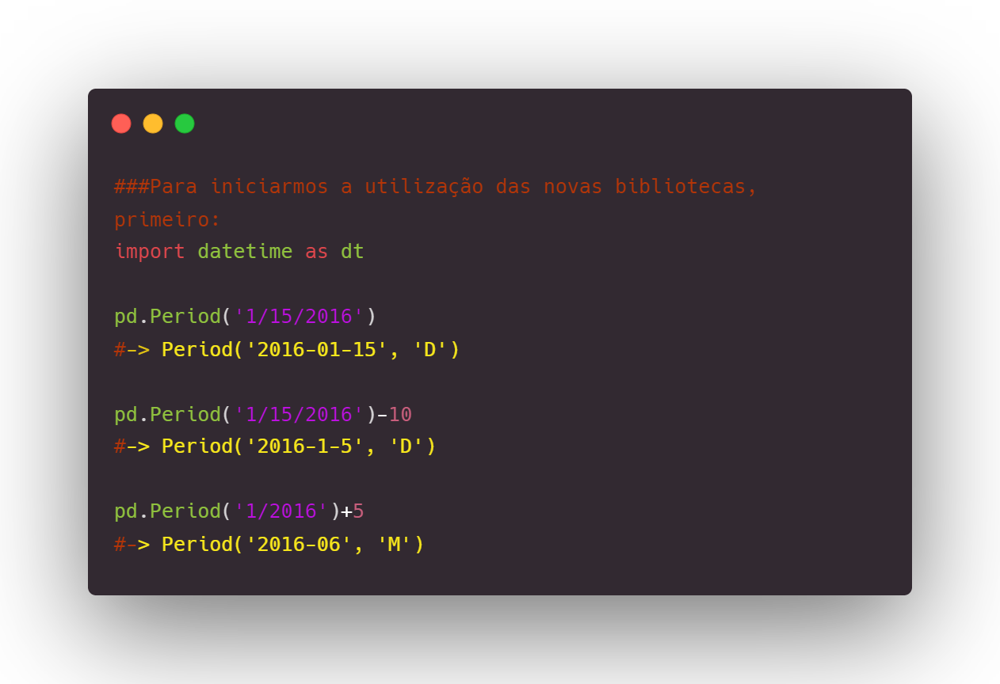 ###Para iniciarmos a utilização das novas bibliotecas,
primeiro:
import datetime as dt
pd.Period('1/15/2016')
#-> Period('2016-01-15', 'D')
pd.Period('1/15/2016')-10
#-> Period('2016-1-5', 'D')
pd.Period('1/2016')+5
#-> Period('2016-06', 'M')